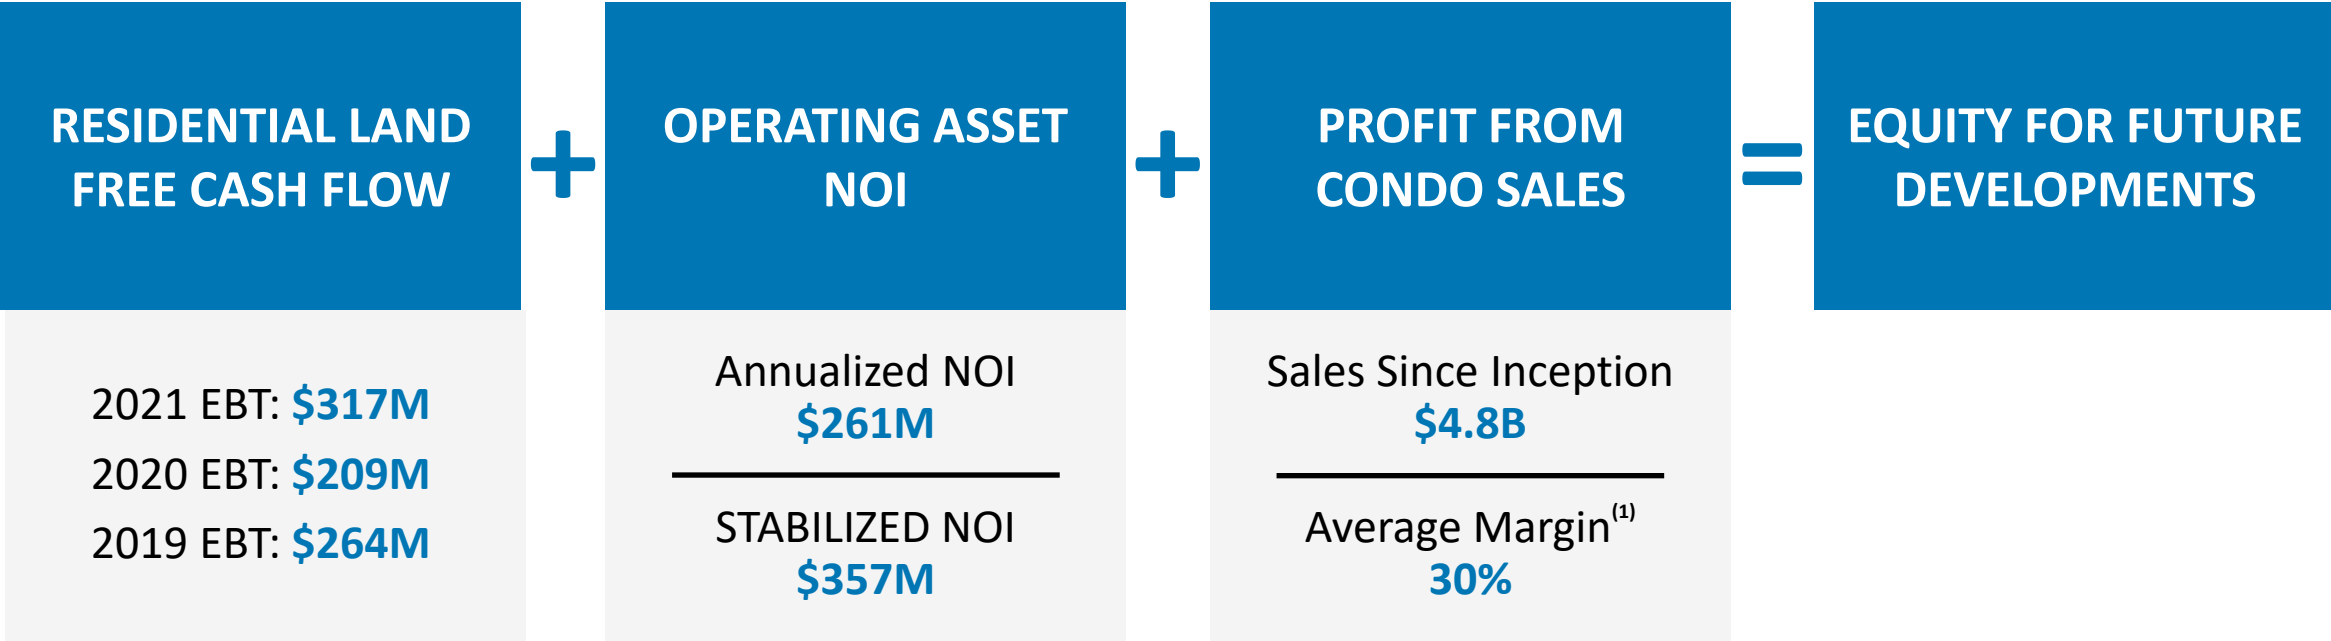 RESIDENTIAL LAND
FREE CASH FLOW
+
OPERATING ASSET
NOI
+
PROFIT FROM
CONDO SALES
=
EQUITY FOR FUTURE
DEVELOPMENTS
2021 EBT: $317M
2020 EBT: $209M
2019 EBT: $264M
Annualized NOI
$261M
STABILIZED NOI
$357M
Sales Since Inception
$4.8B
Average Margin(1)
30%